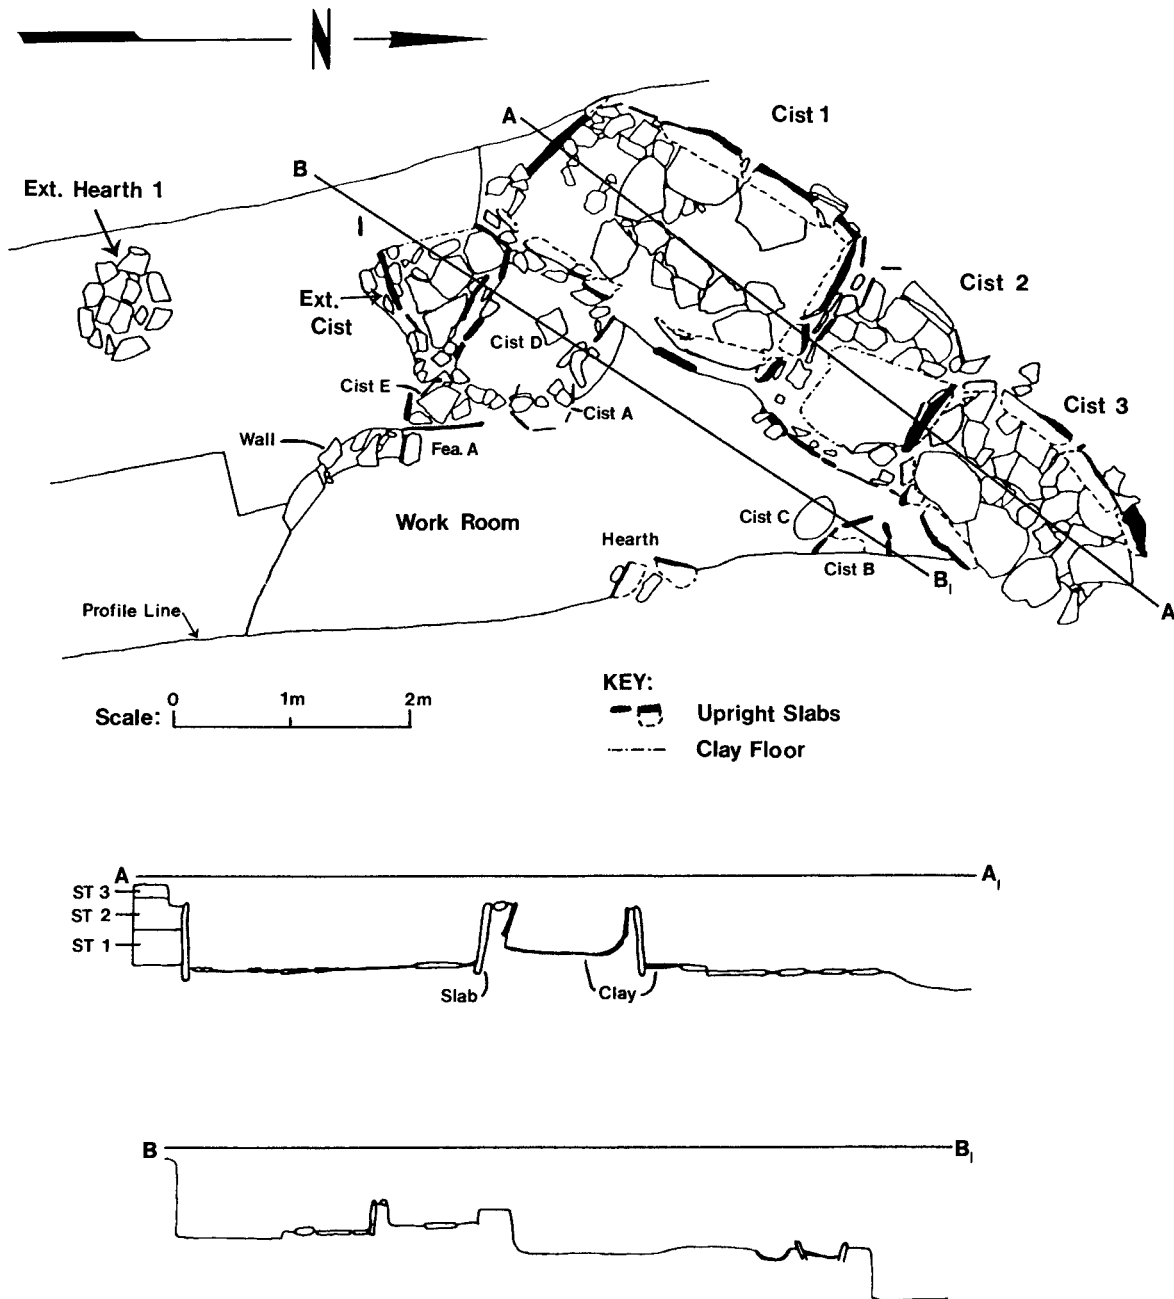 N
A
Cist 1
B
Ext. Hearth 1
Cist 2
Ext.
Cist
Cist D
Cist E
Cist A
Cist 3
Wall
Fea. A
Work Room
Cist C
Hearth
Cist B
B₁
A
Profile Line
KEY:
0 1m 2m
Scale:
Upright Slabs
Clay Floor
A A₁
ST 3
ST 2
ST 1
Slab
Clay
B B₁